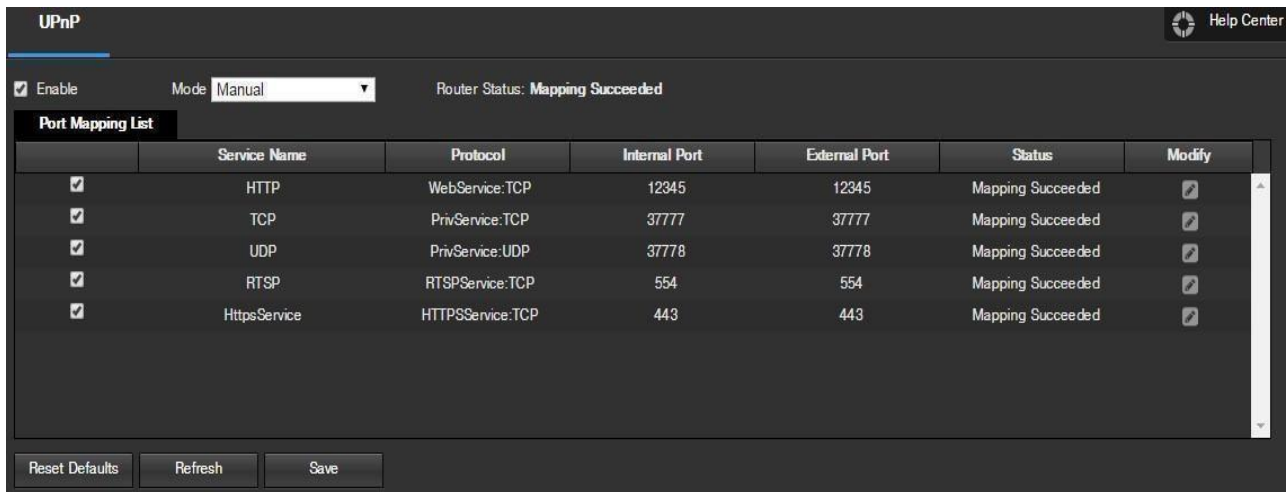 UPnP
Help Center
Enable Mode Manual Router Status: Mapping Succeeded
Port Mapping List
Service Name Protocol Internal Port External Port Status Modify
HTTP WebService:TCP 12345 12345 Mapping Succeeded
TCP PrivService:TCP 37777 37777 Mapping Succeeded
UDP PrivService:UDP 37778 37778 Mapping Succeeded
RTSP RTSPService:TCP 554 554 Mapping Succeeded
HttpsService HTTPSService:TCP 443 443 Mapping Succeeded
Reset Defaults Refresh Save